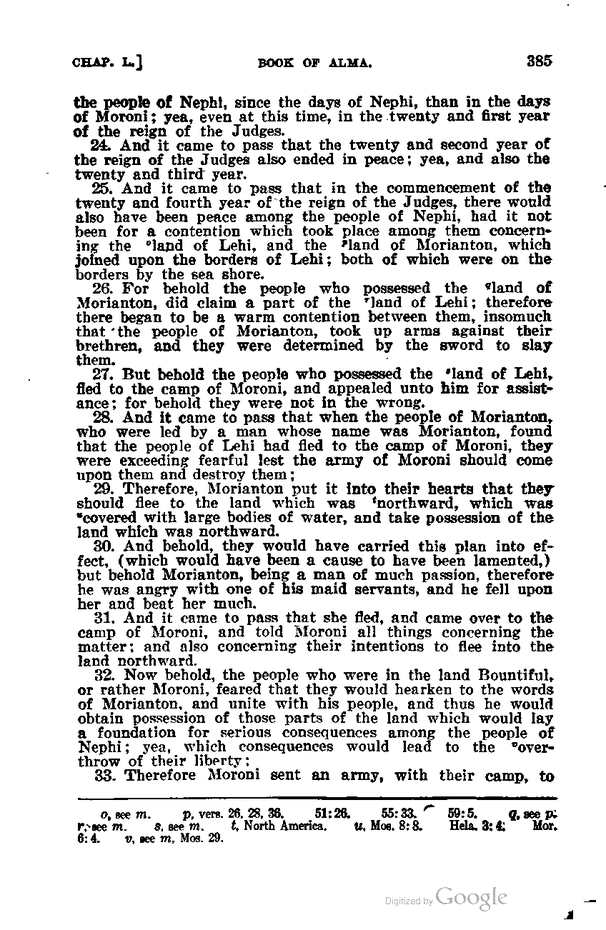 CHAP. L.] BOOK OF ALMA. 385
the people of Nephi, since the days of Nephi, than in the days
of Moroni; yea, even at this time, in the twenty and first year
of the reign of the Judges.
24. And it came to pass that the twenty and second year of
the reign of the Judges also ended in peace; yea, and also the
twenty and third year.
25. And it came to pass that in the commencement of the
twenty and fourth year of the reign of the Judges, there would
also have been peace among the people of Nephi, had it not
been for a contention which took place among them concern-
ing the ᵒland of Lehi, and the ᵖland of Morianton, which
joined upon the borders of Lehi; both of which were on the
borders by the sea shore.
26. For behold the people who possessed the qland of
Morianton, did claim a part of the ʳland of Lehi; therefore
there began to be a warm contention between them, insomuch
that the people of Morianton, took up arms against their
brethren, and they were determined by the sword to slay
them.
27. But behold the people who possessed the ˢland of Lehi,
fled to the camp of Moroni, and appealed unto him for assist-
ance; for behold they were not in the wrong.
28. And it came to pass that when the people of Morianton,
who were led by a man whose name was Morianton, found
that the people of Lehi had fled to the camp of Moroni, they
were exceeding fearful lest the army of Moroni should come
upon them and destroy them;
29. Therefore, Morianton put it into their hearts that they
should flee to the land which was ᵗnorthward, which was
ᵘcovered with large bodies of water, and take possession of the
land which was northward.
30. And behold, they would have carried this plan into ef-
fect, (which would have been a cause to have been lamented,)
but behold Morianton, being a man of much passion, therefore
he was angry with one of his maid servants, and he fell upon
her and beat her much.
31. And it came to pass that she fled, and came over to the
camp of Moroni, and told Moroni all things concerning the
matter; and also concerning their intentions to flee into the
land northward.
32. Now behold, the people who were in the land Bountiful,
or rather Moroni, feared that they would hearken to the words
of Morianton, and unite with his people, and thus he would
obtain possession of those parts of the land which would lay
a foundation for serious consequences among the people of
Nephi; yea, which consequences would lead to the ᵛover-
throw of their liberty;
33. Therefore Moroni sent an army, with their camp, to
o, see m. p, vers. 26, 28, 36. 51:26. 55:33. 59:5. q, see p.
r, see m. s, see m. t, North America. u, Mos. 8:8. Hela. 3:4. Mor.
6:4. v, see m, Mos. 29.
Digitized by Google